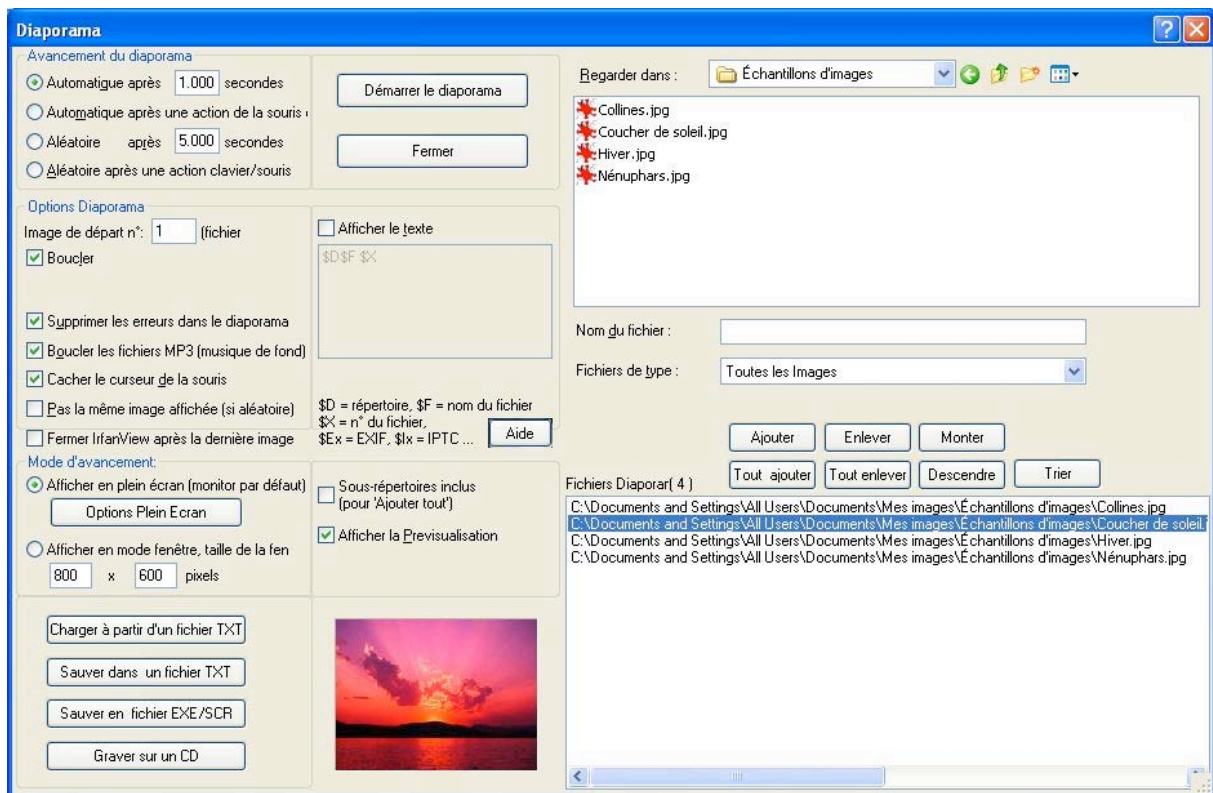 Diaporama
Avancement du diaporama
Automatique après 1.000 secondes
Automatique après une action de la souris
Aléatoire après 5.000 secondes
Aléatoire après une action clavier/souris
Démarrer le diaporama
Fermer
Options Diaporama
Image de départ n°: 1 (fichier
Boucler
Supprimer les erreurs dans le diaporama
Boucler les fichiers MP3 (musique de fond)
Cacher le curseur de la souris
Pas la même image affichée (si aléatoire)
Fermer IrfanView après la dernière image
Afficher le texte
$D$F $X
$D = répertoire, $F = nom du fichier
$X = n° du fichier,
$Ex = EXIF, $Ix = IPTC ...
Aide
Mode d'avancement:
Afficher en plein écran (monitor par défaut)
Options Plein Ecran
Afficher en mode fenêtre, taille de la fen
800 x 600 pixels
Sous-répertoires inclus
(pour 'Ajouter tout')
Afficher la Previsualisation
Charger à partir d'un fichier TXT
Sauver dans un fichier TXT
Sauver en fichier EXE/SCR
Graver sur un CD
Regarder dans : Échantillons d'images
Collines.jpg
Coucher de soleil.jpg
Hiver.jpg
Nénuphars.jpg
Nom du fichier :
Fichiers de type : Toutes les Images
Ajouter Enlever Monter
Tout ajouter Tout enlever Descendre Trier
Fichiers Diaporar( 4 )
C:\Documents and Settings\All Users\Documents\Mes images\Échantillons d'images\Collines.jpg
C:\Documents and Settings\All Users\Documents\Mes images\Échantillons d'images\Coucher de soleil.j
C:\Documents and Settings\All Users\Documents\Mes images\Échantillons d'images\Hiver.jpg
C:\Documents and Settings\All Users\Documents\Mes images\Échantillons d'images\Nénuphars.jpg